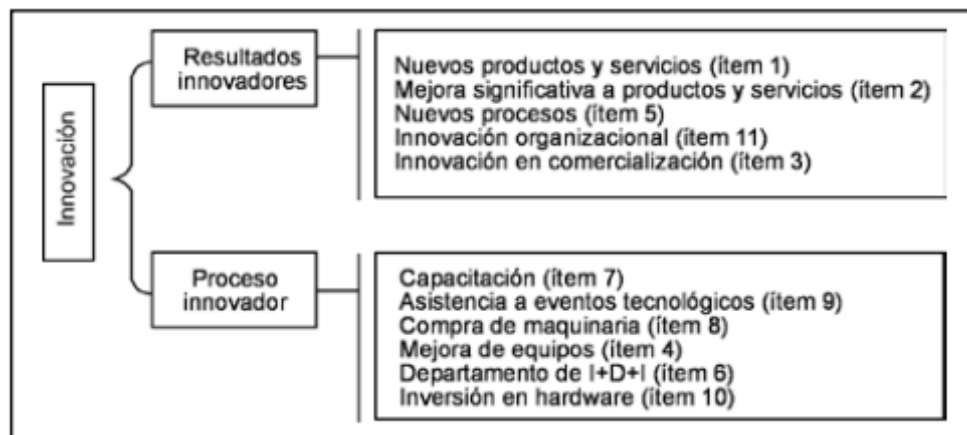 Innovación
Resultados
innovadores
Nuevos productos y servicios (ítem 1)
Mejora significativa a productos y servicios (ítem 2)
Nuevos procesos (ítem 5)
Innovación organizacional (ítem 11)
Innovación en comercialización (ítem 3)
Proceso
innovador
Capacitación (ítem 7)
Asistencia a eventos tecnológicos (ítem 9)
Compra de maquinaria (ítem 8)
Mejora de equipos (ítem 4)
Departamento de I+D+I (ítem 6)
Inversión en hardware (ítem 10)